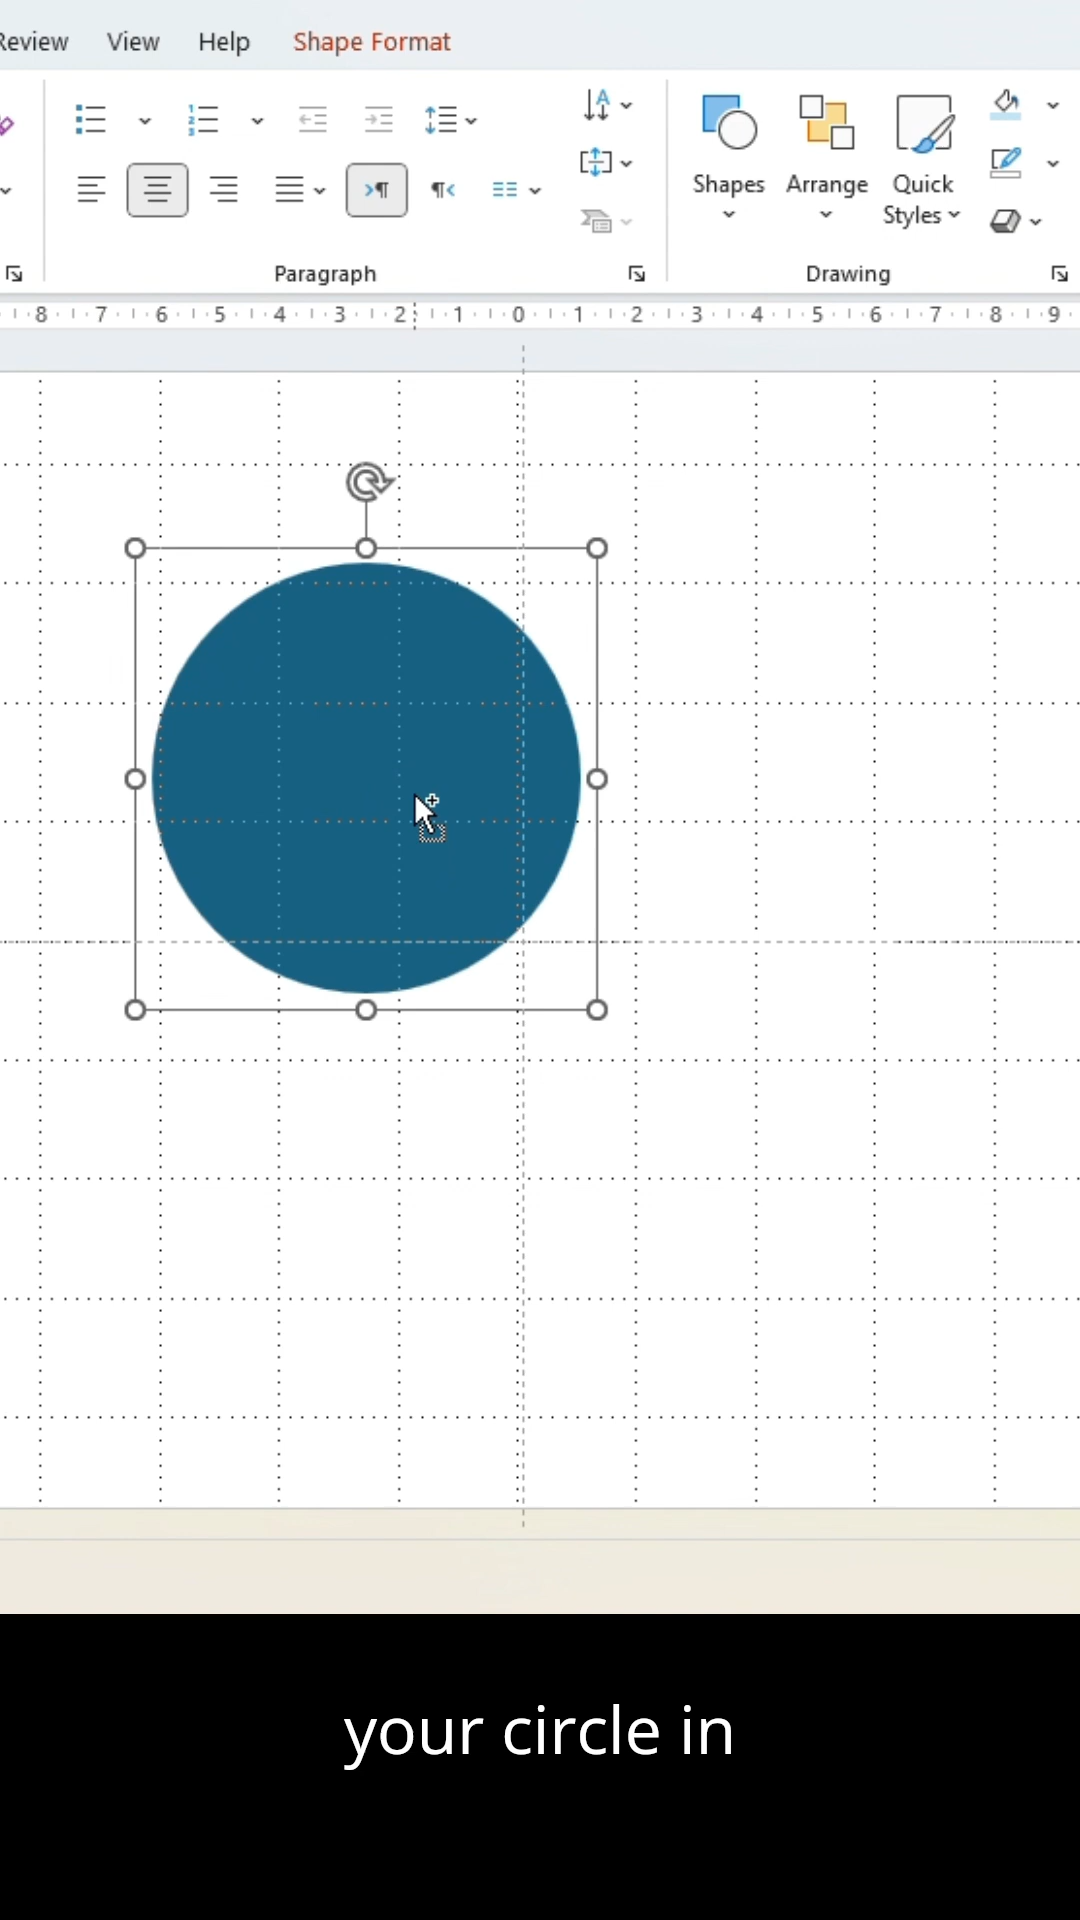 Review View Help Shape Format
Shapes Arrange Quick
Styles
Paragraph Drawing
8 7 6 5 4 3 2 1 0 1 2 3 4 5 6 7 8 9
your circle in